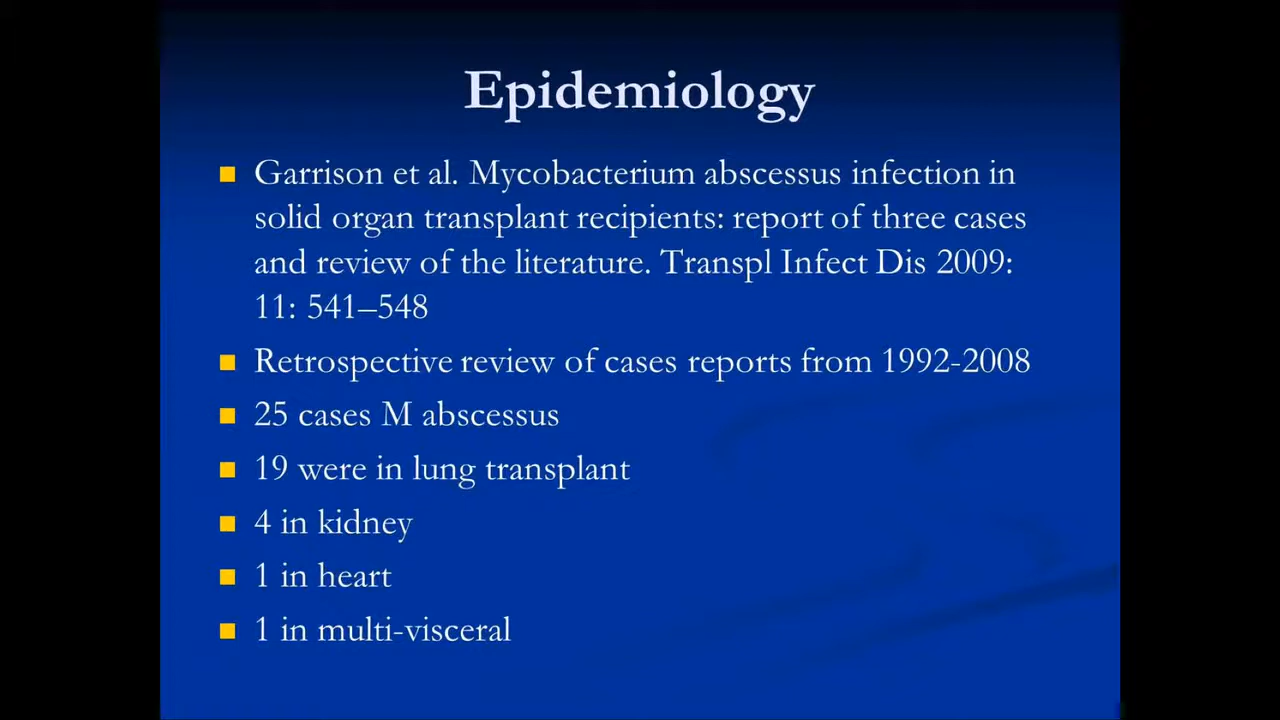 Epidemiology
Garrison et al. Mycobacterium abscessus infection in
solid organ transplant recipients: report of three cases
and review of the literature. Transpl Infect Dis 2009:
11: 541–548
Retrospective review of cases reports from 1992-2008
25 cases M abscessus
19 were in lung transplant
4 in kidney
1 in heart
1 in multi-visceral